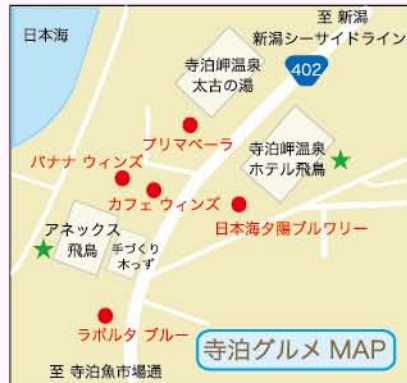 至 新潟
日本海
新潟シーサイドライン
402
寺泊岬温泉
太古の湯
プリマベーラ
寺泊岬温泉
ホテル飛鳥
バナナ ウィンズ
カフェ ウィンズ
日本海夕陽ブルワリー
アネックス
飛鳥
手づくり
木っず
ラポルタ ブルー
寺泊グルメ MAP
至 寺泊魚市場通